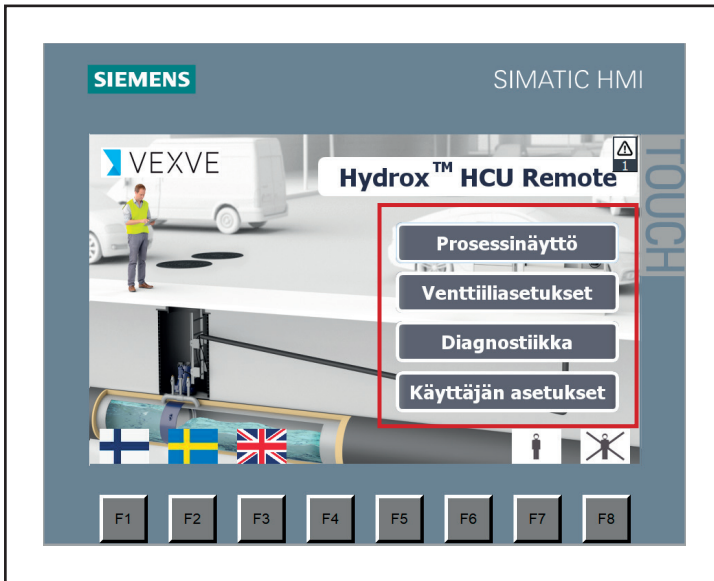 SIEMENS
SIMATIC HMI
TOUCH
VEXVE
1
Hydrox™ HCU Remote
Prosessinäyttö
Venttiiliasetukset
Diagnostiikka
Käyttäjän asetukset
F1 F2 F3 F4 F5 F6 F7 F8